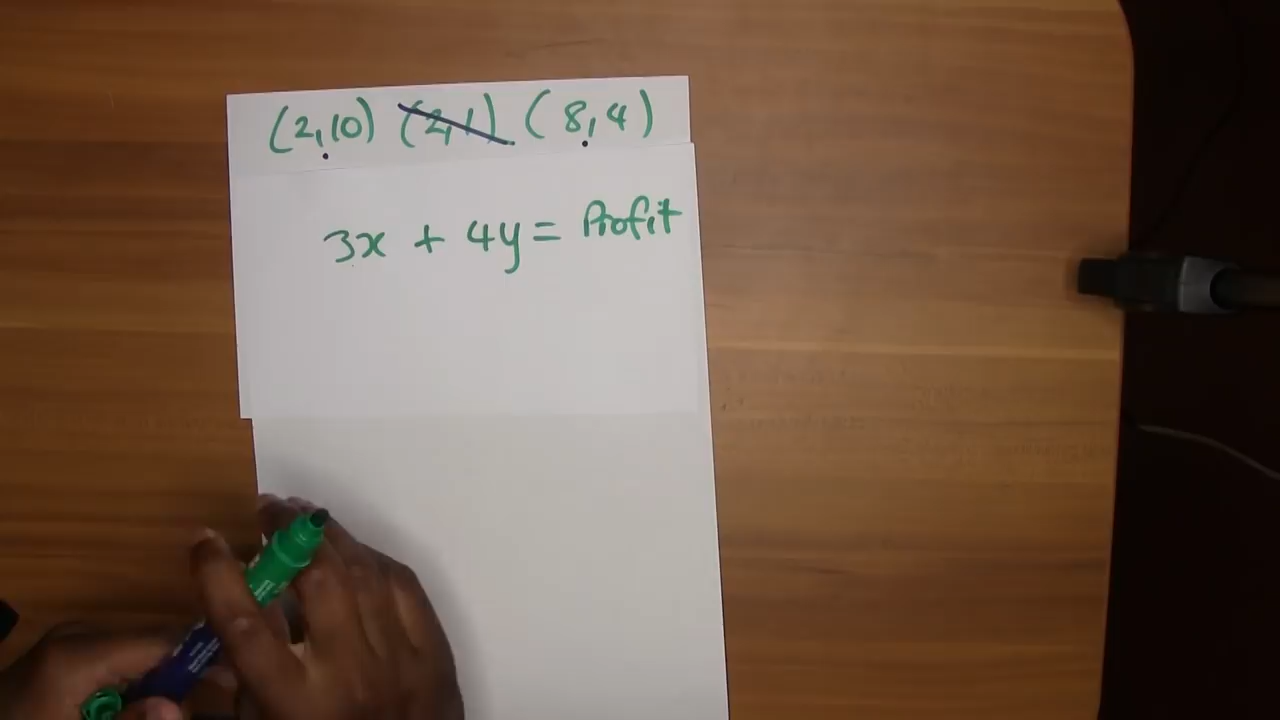 (2,10) (2,1) (8,4)
3x + 4y = Profit